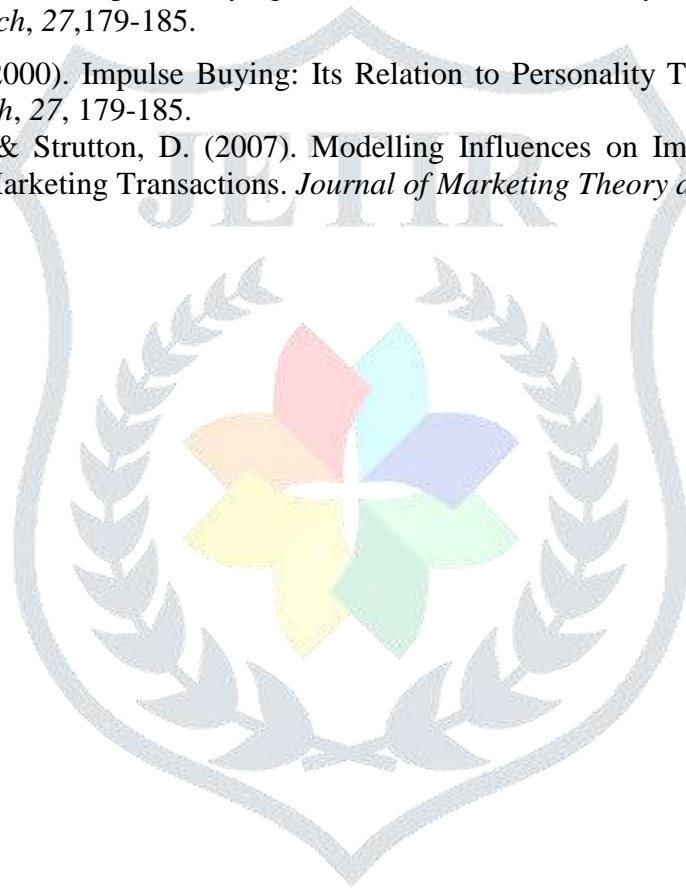 ch, 27,179-185.
2000). Impulse Buying: Its Relation to Personality T
h, 27, 179-185.
& Strutton, D. (2007). Modelling Influences on Im
Marketing Transactions. Journal of Marketing Theory a
JETIR